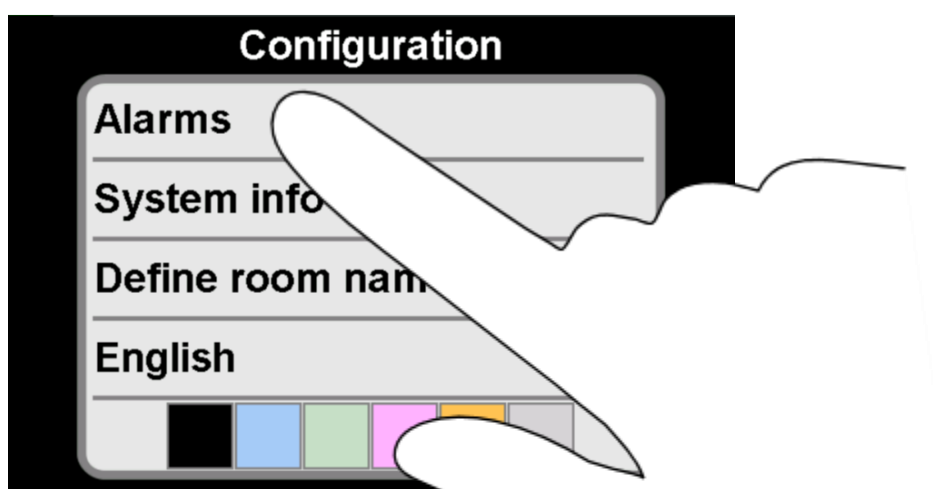 Configuration
Alarms
System info
Define room nam
English